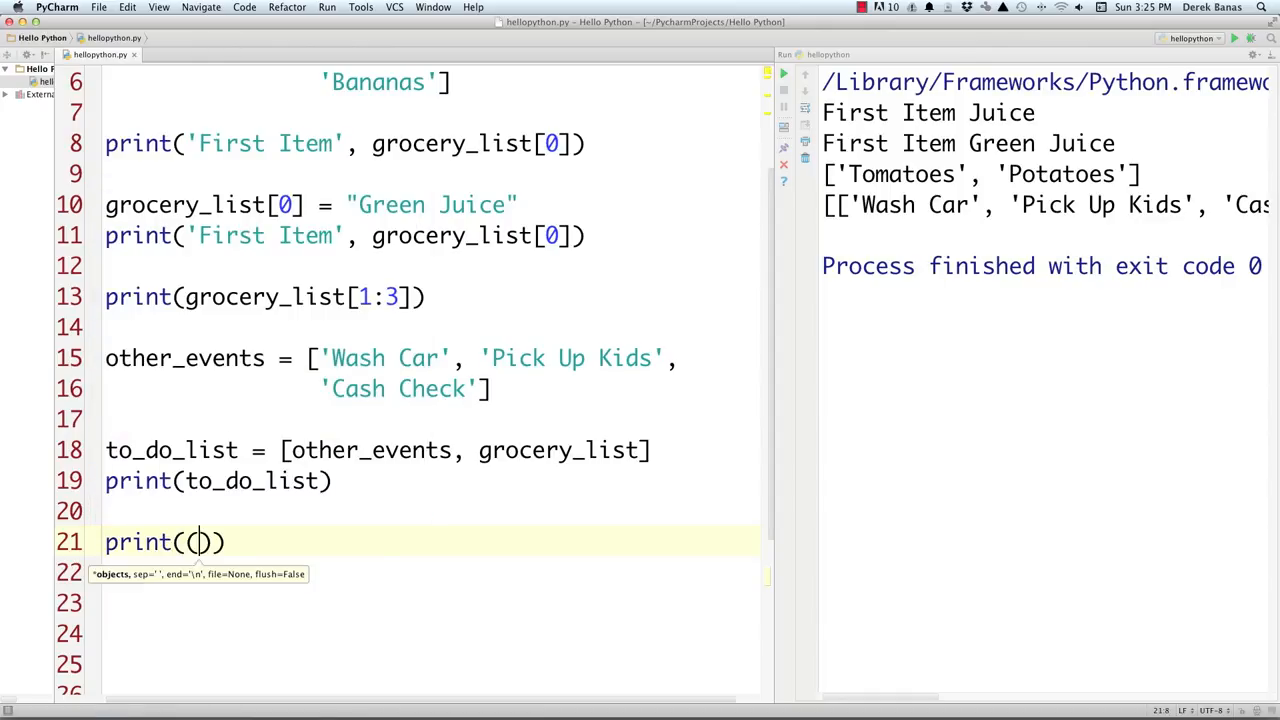 PyCharm File Edit View Navigate Code Refactor Run Tools VCS Window Help 10 Sun 3:25 PM Derek Banas
hellopython.py - Hello Python - [~/PycharmProjects/Hello Python]
Hello Python hellopython.py hellopython
hellopython.py Run hellopython
Hello P
hello
Externa
6 'Bananas']
7
8 print('First Item', grocery_list[0])
9
10 grocery_list[0] = "Green Juice"
11 print('First Item', grocery_list[0])
12
13 print(grocery_list[1:3])
14
15 other_events = ['Wash Car', 'Pick Up Kids',
16 'Cash Check']
17
18 to_do_list = [other_events, grocery_list]
19 print(to_do_list)
20
21 print(())
*objects, sep=' ', end='\n', file=None, flush=False
22
23
24
25
26
/Library/Frameworks/Python.framewo
First Item Juice
First Item Green Juice
['Tomatoes', 'Potatoes']
[['Wash Car', 'Pick Up Kids', 'Cas
Process finished with exit code 0
21:8 LF UTF-8